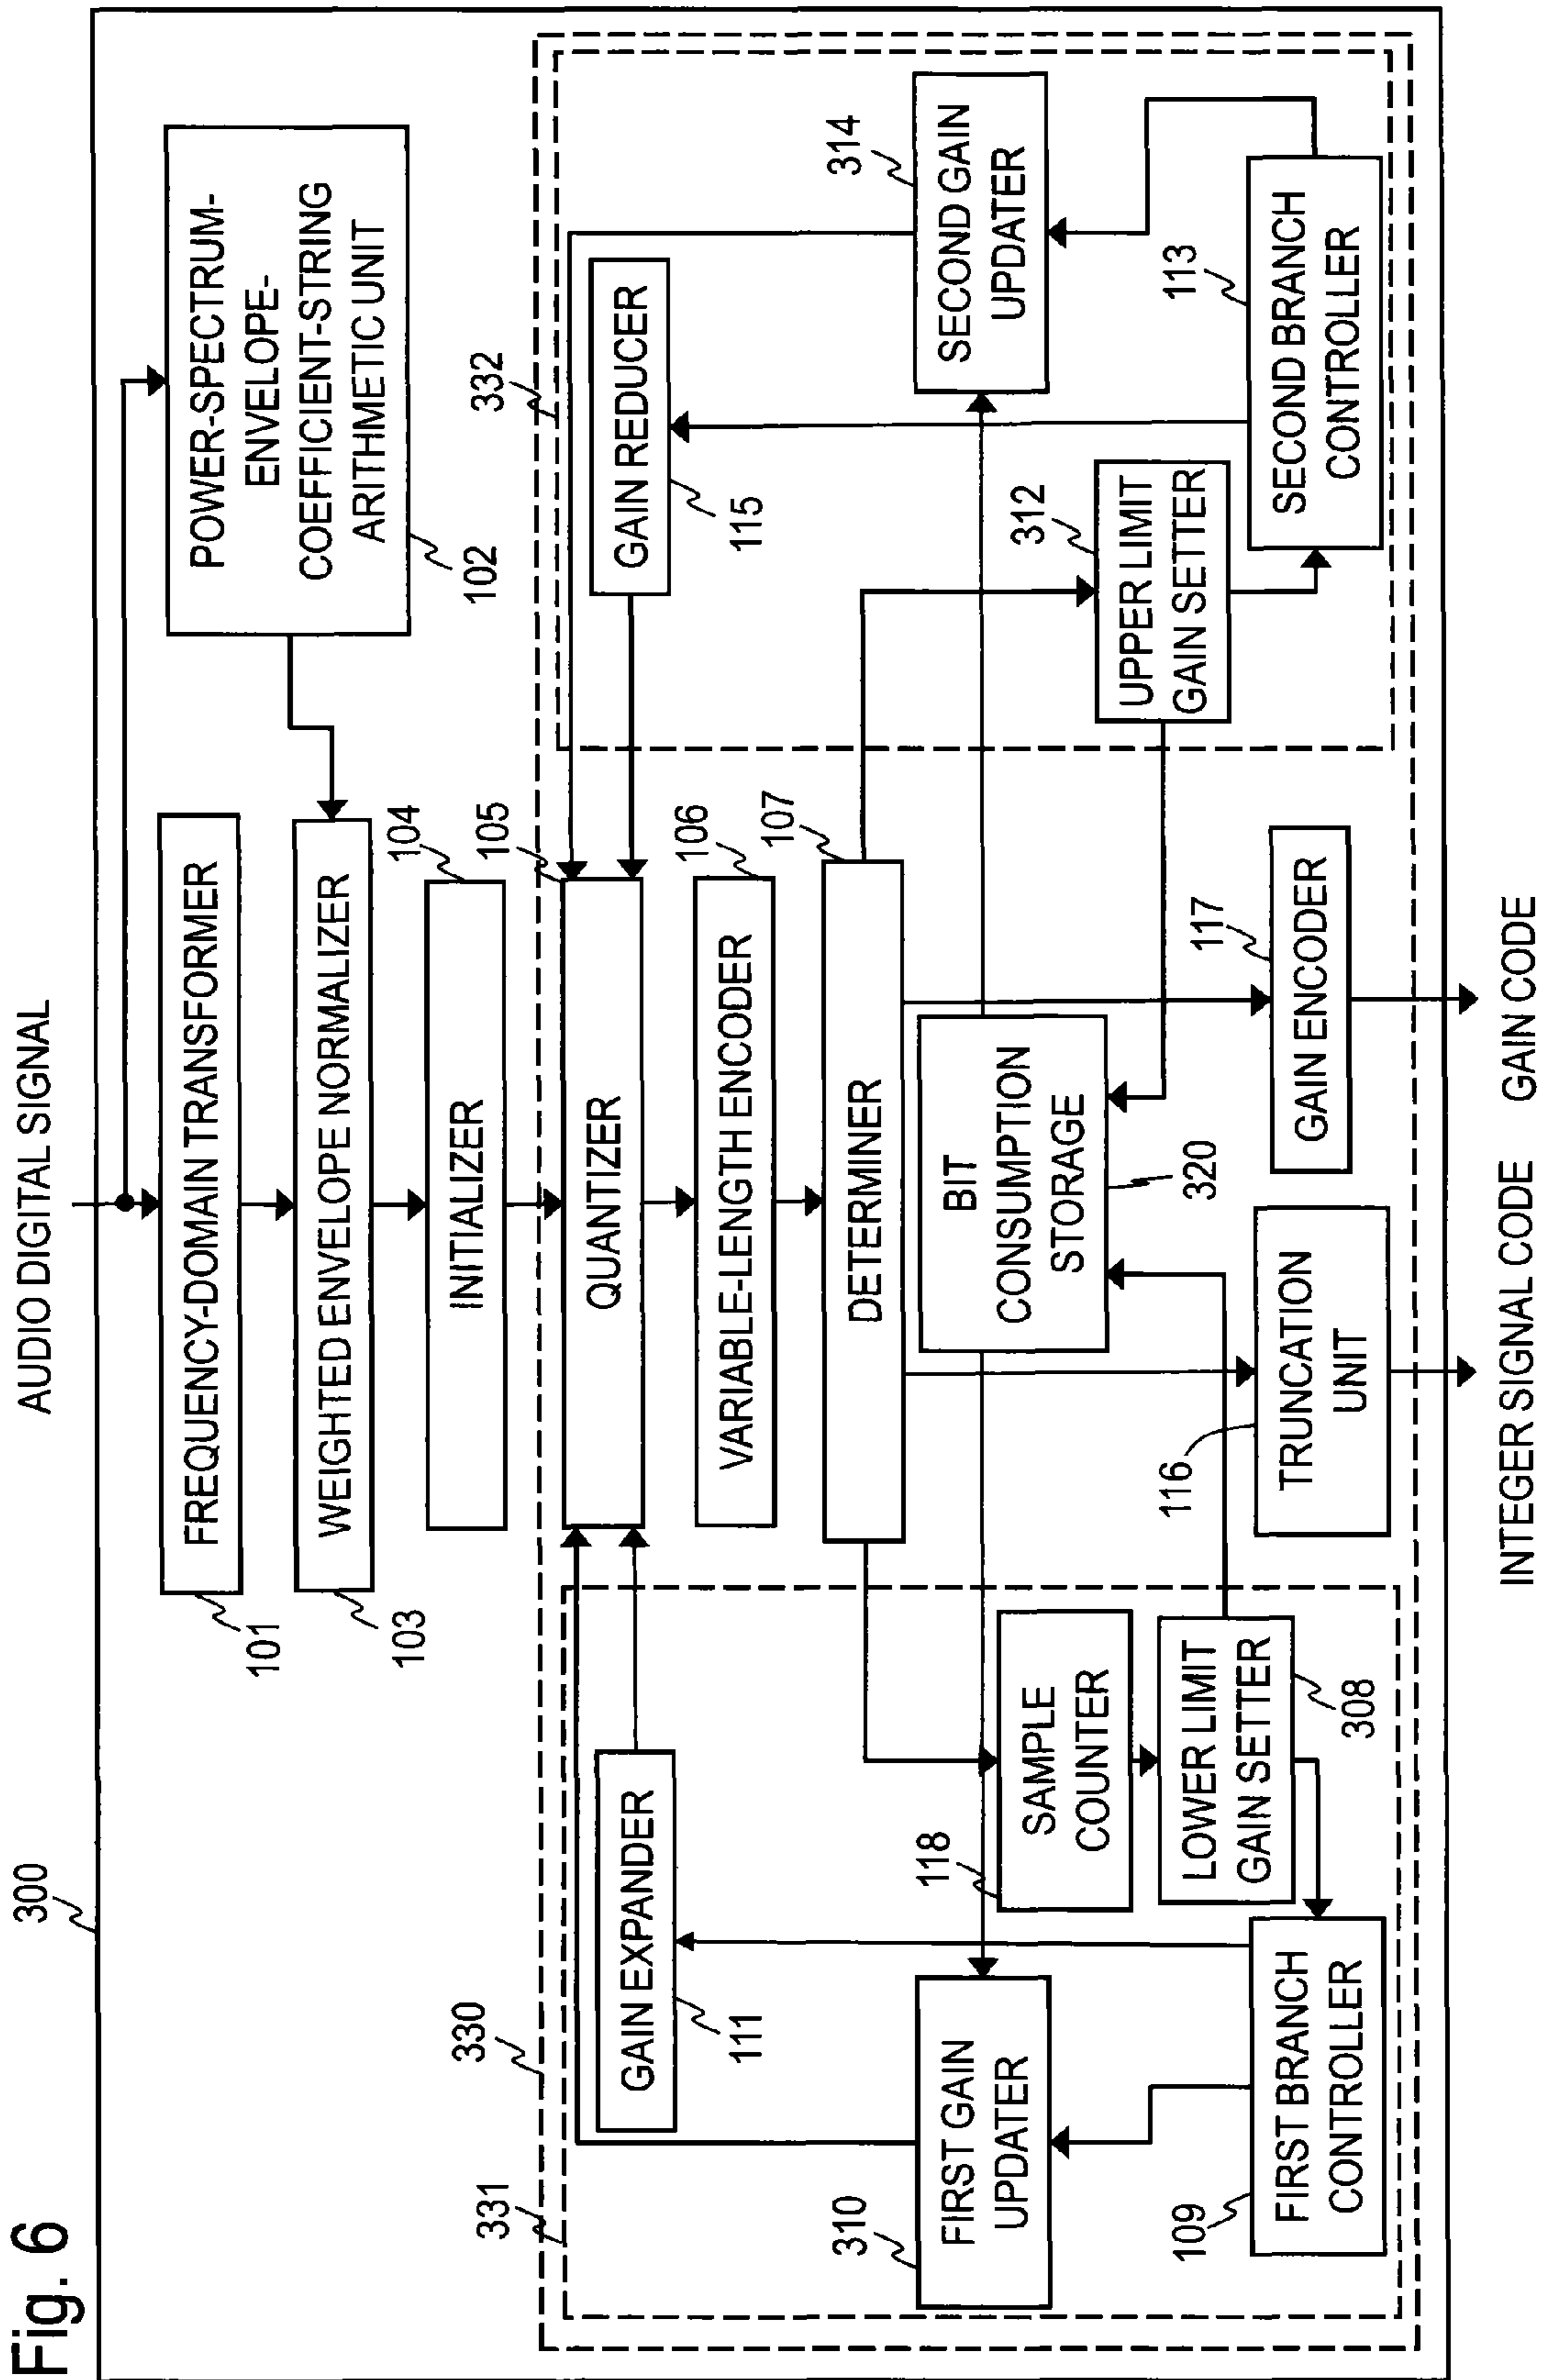 Fig. 6
300
AUDIO DIGITAL SIGNAL
FREQUENCY-DOMAIN TRANSFORMER
101
POWER-SPECTRUM-
ENVELOPE-
COEFFICIENT-STRING
ARITHMETIC UNIT
102
WEIGHTED ENVELOPE NORMALIZER
103
INITIALIZER
104
330
331
332
QUANTIZER
105
GAIN EXPANDER
111
GAIN REDUCER
115
VARIABLE-LENGTH ENCODER
106
DETERMINER
107
FIRST GAIN
UPDATER
310
SAMPLE
COUNTER
118
BIT
CONSUMPTION
STORAGE
320
SECOND GAIN
UPDATER
314
LOWER LIMIT
GAIN SETTER
308
UPPER LIMIT
GAIN SETTER
312
FIRST BRANCH
CONTROLLER
109
TRUNCATION
UNIT
116
GAIN ENCODER
117
SECOND BRANCH
CONTROLLER
113
INTEGER SIGNAL CODE
GAIN CODE